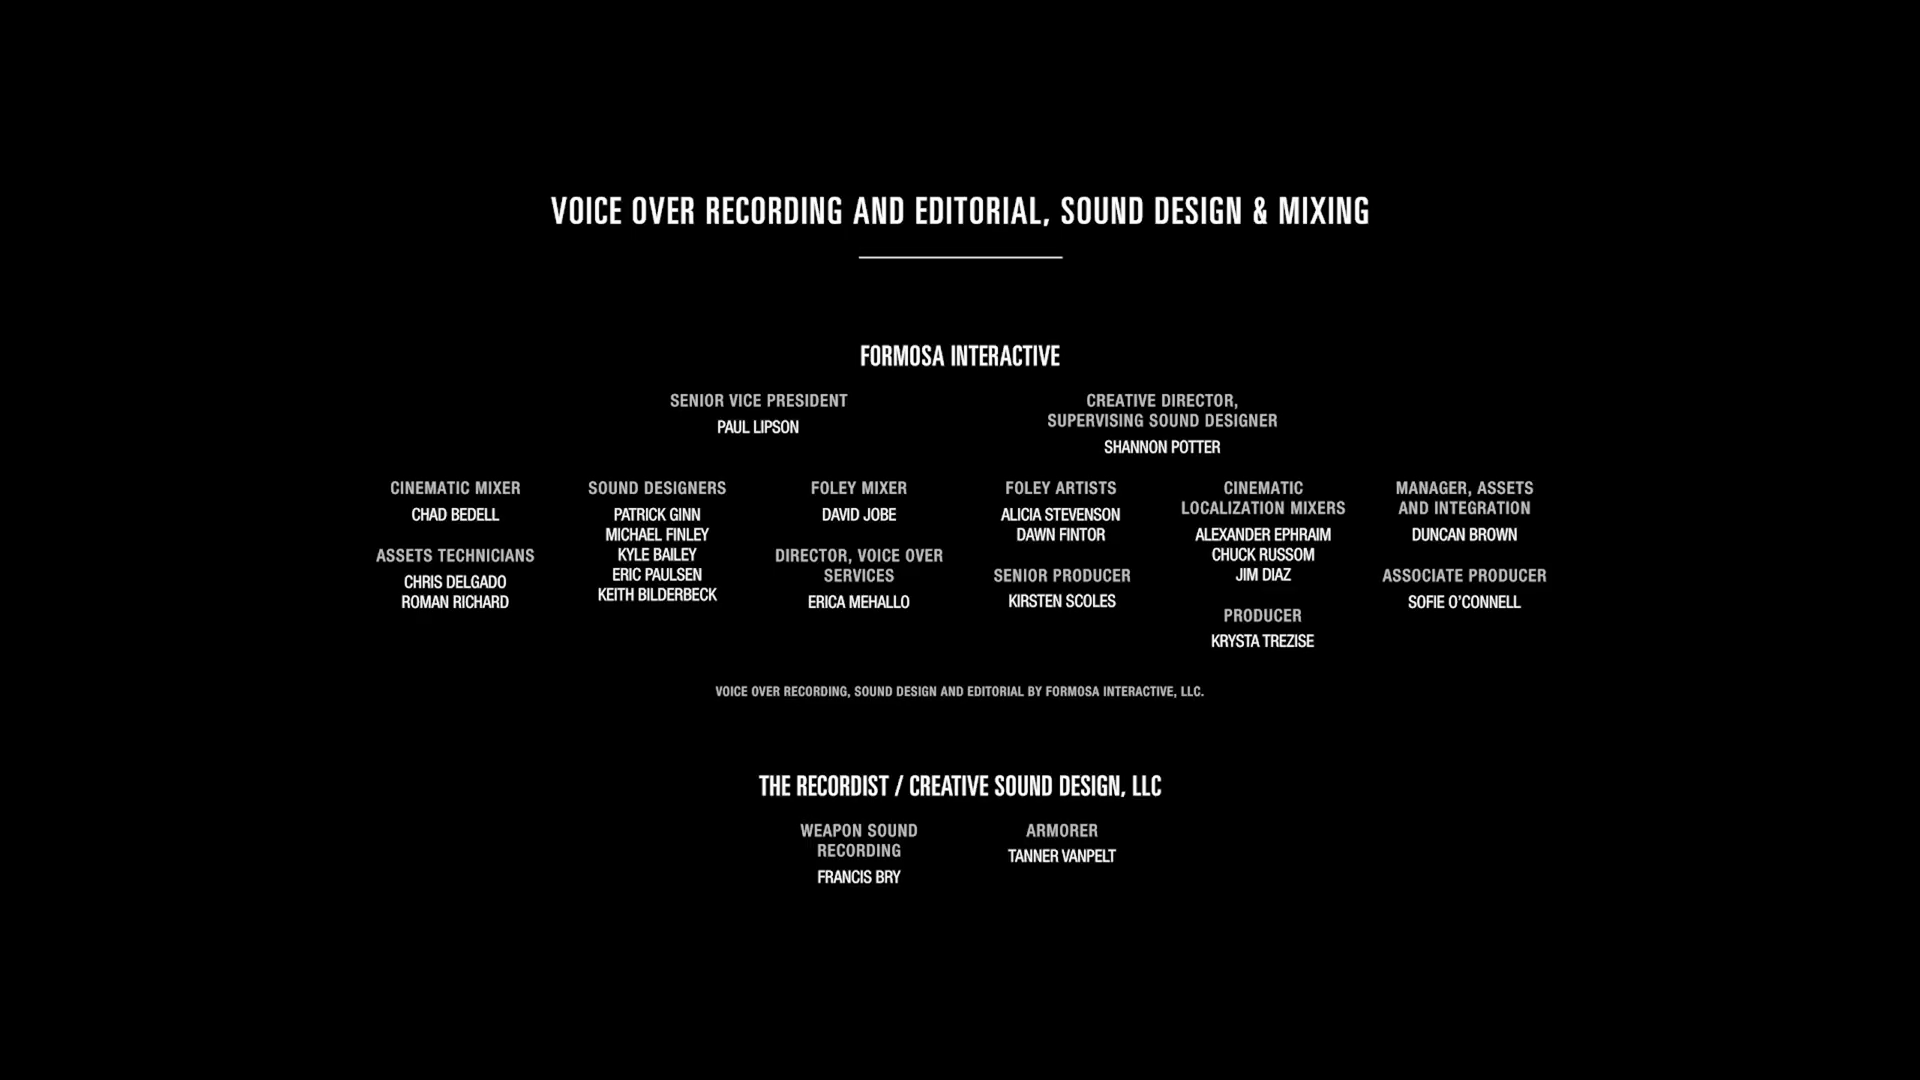 VOICE OVER RECORDING AND EDITORIAL, SOUND DESIGN & MIXING
FORMOSA INTERACTIVE
SENIOR VICE PRESIDENT
PAUL LIPSON
CREATIVE DIRECTOR,
SUPERVISING SOUND DESIGNER
SHANNON POTTER
CINEMATIC MIXER
CHAD BEDELL
ASSETS TECHNICIANS
CHRIS DELGADO
ROMAN RICHARD
SOUND DESIGNERS
PATRICK GINN
MICHAEL FINLEY
KYLE BAILEY
ERIC PAULSEN
KEITH BILDERBECK
FOLEY MIXER
DAVID JOBE
DIRECTOR, VOICE OVER
SERVICES
ERICA MEHALLO
FOLEY ARTISTS
ALICIA STEVENSON
DAWN FINTOR
SENIOR PRODUCER
KIRSTEN SCOLES
CINEMATIC
LOCALIZATION MIXERS
ALEXANDER EPHRAIM
CHUCK RUSSOM
JIM DIAZ
PRODUCER
KRYSTA TREZISE
MANAGER, ASSETS
AND INTEGRATION
DUNCAN BROWN
ASSOCIATE PRODUCER
SOFIE O’CONNELL
VOICE OVER RECORDING, SOUND DESIGN AND EDITORIAL BY FORMOSA INTERACTIVE, LLC.
THE RECORDIST / CREATIVE SOUND DESIGN, LLC
WEAPON SOUND
RECORDING
FRANCIS BRY
ARMORER
TANNER VANPELT